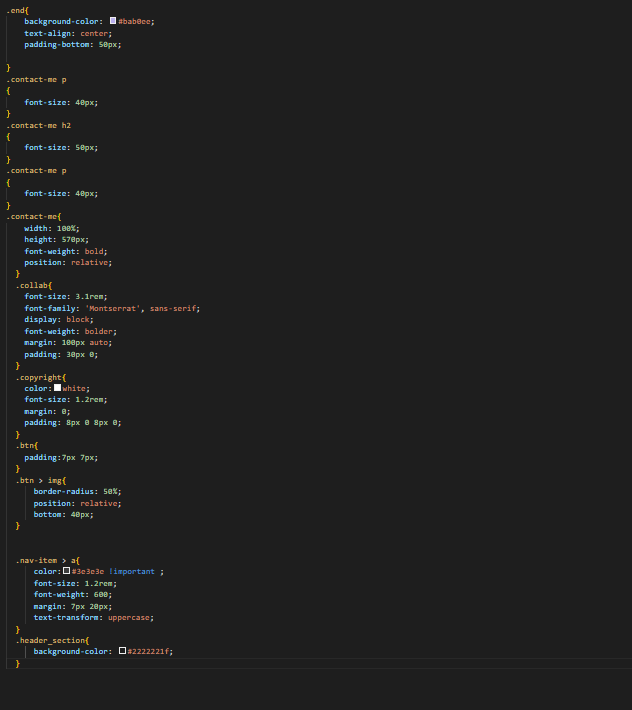 .end{
background-color: #bab0ee;
text-align: center;
padding-bottom: 50px;
}
.contact-me p
{
font-size: 40px;
}
.contact-me h2
{
font-size: 50px;
}
.contact-me p
{
font-size: 40px;
}
.contact-me{
width: 100%;
height: 570px;
font-weight: bold;
position: relative;
}
.collab{
font-size: 3.1rem;
font-family: 'Montserrat', sans-serif;
display: block;
font-weight: bolder;
margin: 100px auto;
padding: 30px 0;
}
.copyright{
color: white;
font-size: 1.2rem;
margin: 0;
padding: 8px 0 8px 0;
}
.btn{
padding:7px 7px;
}
.btn > img{
border-radius: 50%;
position: relative;
bottom: 40px;
}
.nav-item > a{
color: #3e3e3e !important ;
font-size: 1.2rem;
font-weight: 600;
margin: 7px 20px;
text-transform: uppercase;
}
.header_section{
background-color: #2222221f;
}